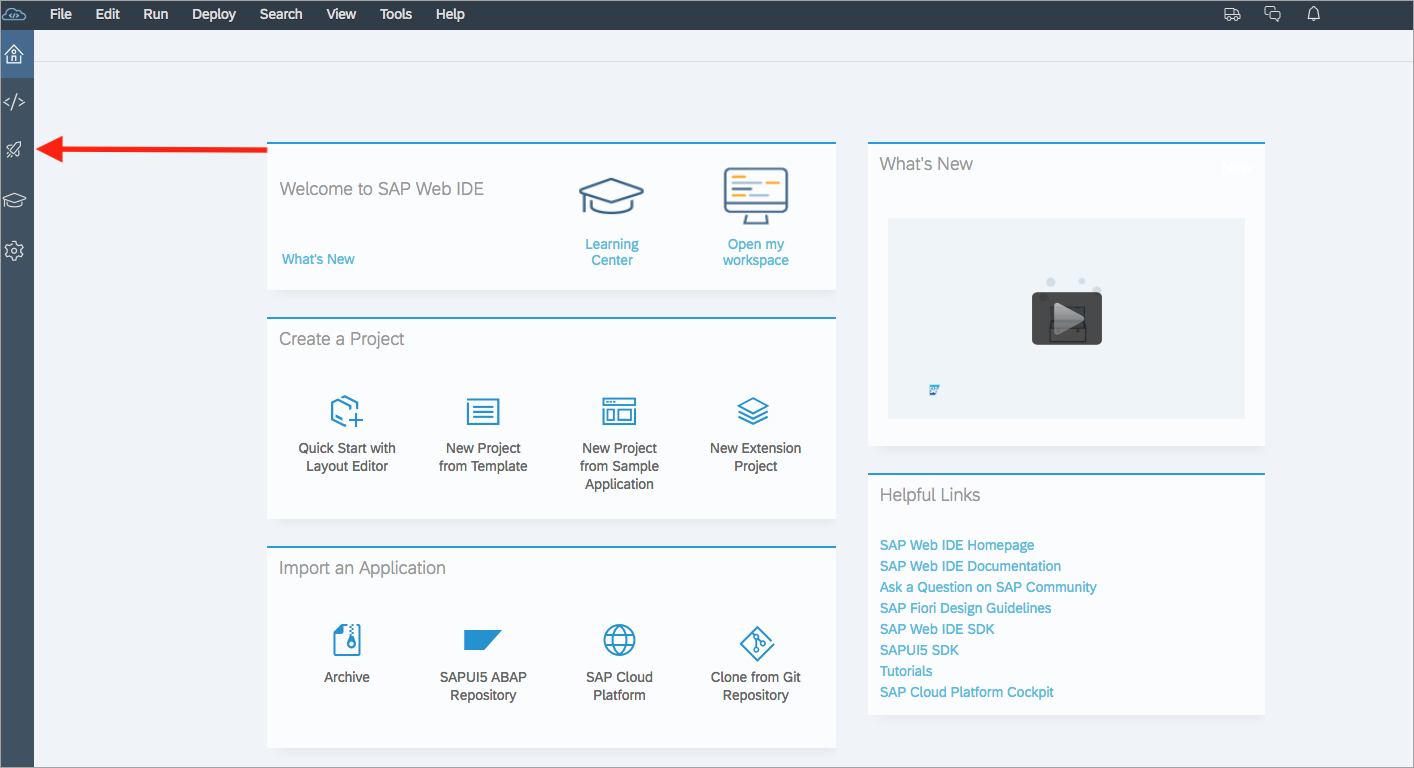 File Edit Run Deploy Search View Tools Help
Welcome to SAP Web IDE
What's New
Learning
Center
Open my
workspace
Create a Project
Quick Start with
Layout Editor
New Project
from Template
New Project
from Sample
Application
New Extension
Project
Import an Application
Archive
SAPUI5 ABAP
Repository
SAP Cloud
Platform
Clone from Git
Repository
What's New
SAP
Helpful Links
SAP Web IDE Homepage
SAP Web IDE Documentation
Ask a Question on SAP Community
SAP Fiori Design Guidelines
SAP Web IDE SDK
SAPUI5 SDK
Tutorials
SAP Cloud Platform Cockpit